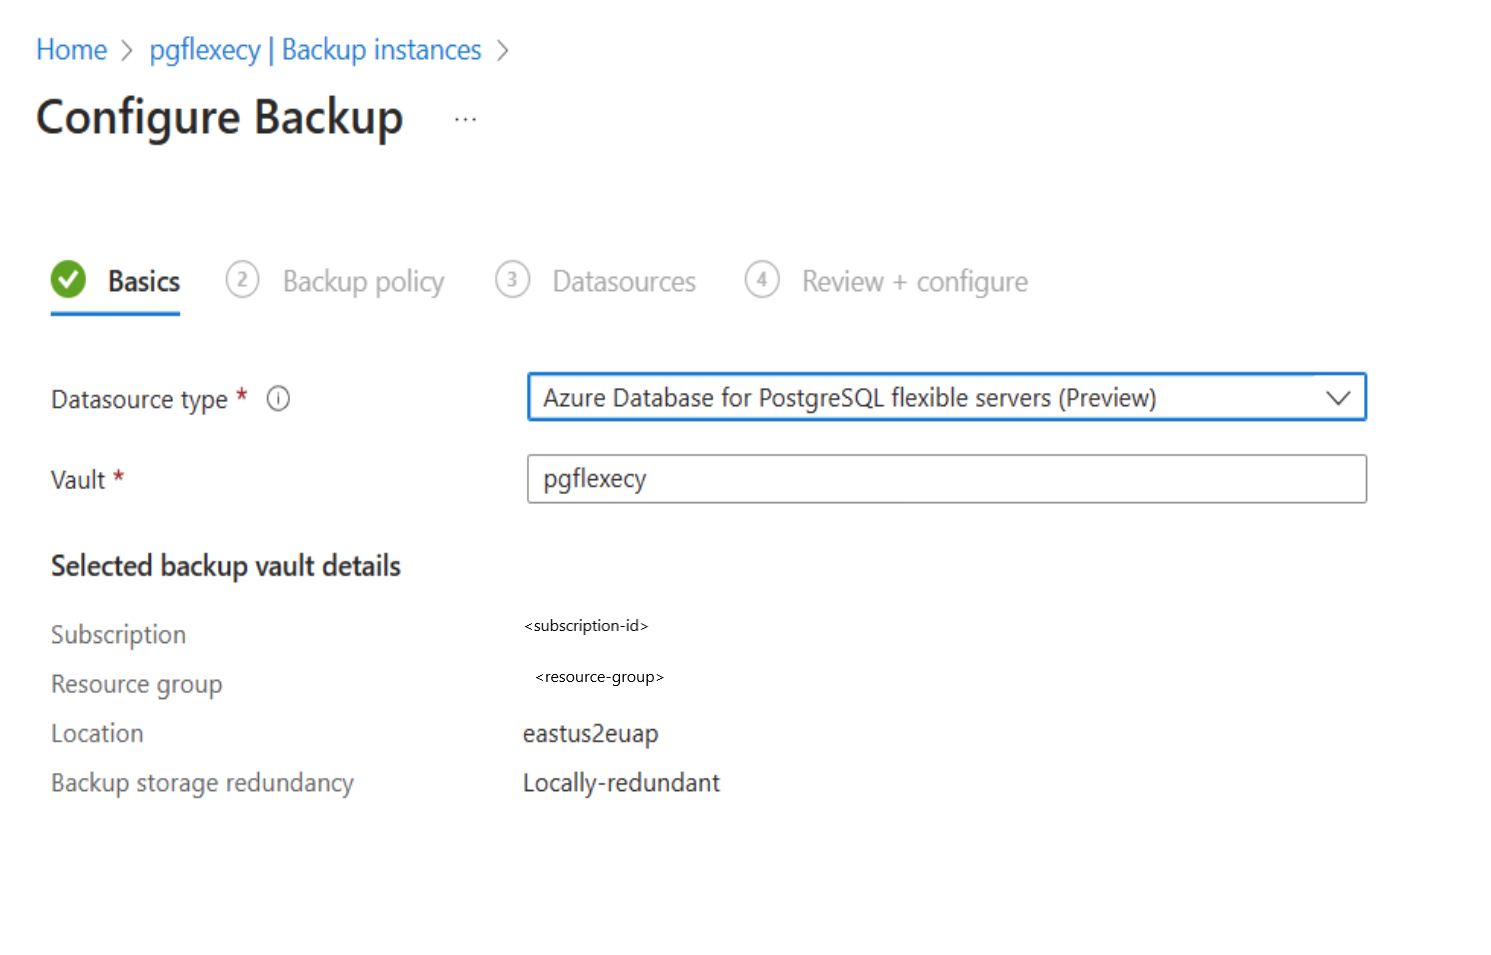 Home > pgflexecy | Backup instances >
Configure Backup ...
Basics 2 Backup policy 3 Datasources 4 Review + configure
Datasource type * i Azure Database for PostgreSQL flexible servers (Preview)
Vault * pgflexecy
Selected backup vault details
Subscription <subscription-id>
Resource group <resource-group>
Location eastus2euap
Backup storage redundancy Locally-redundant